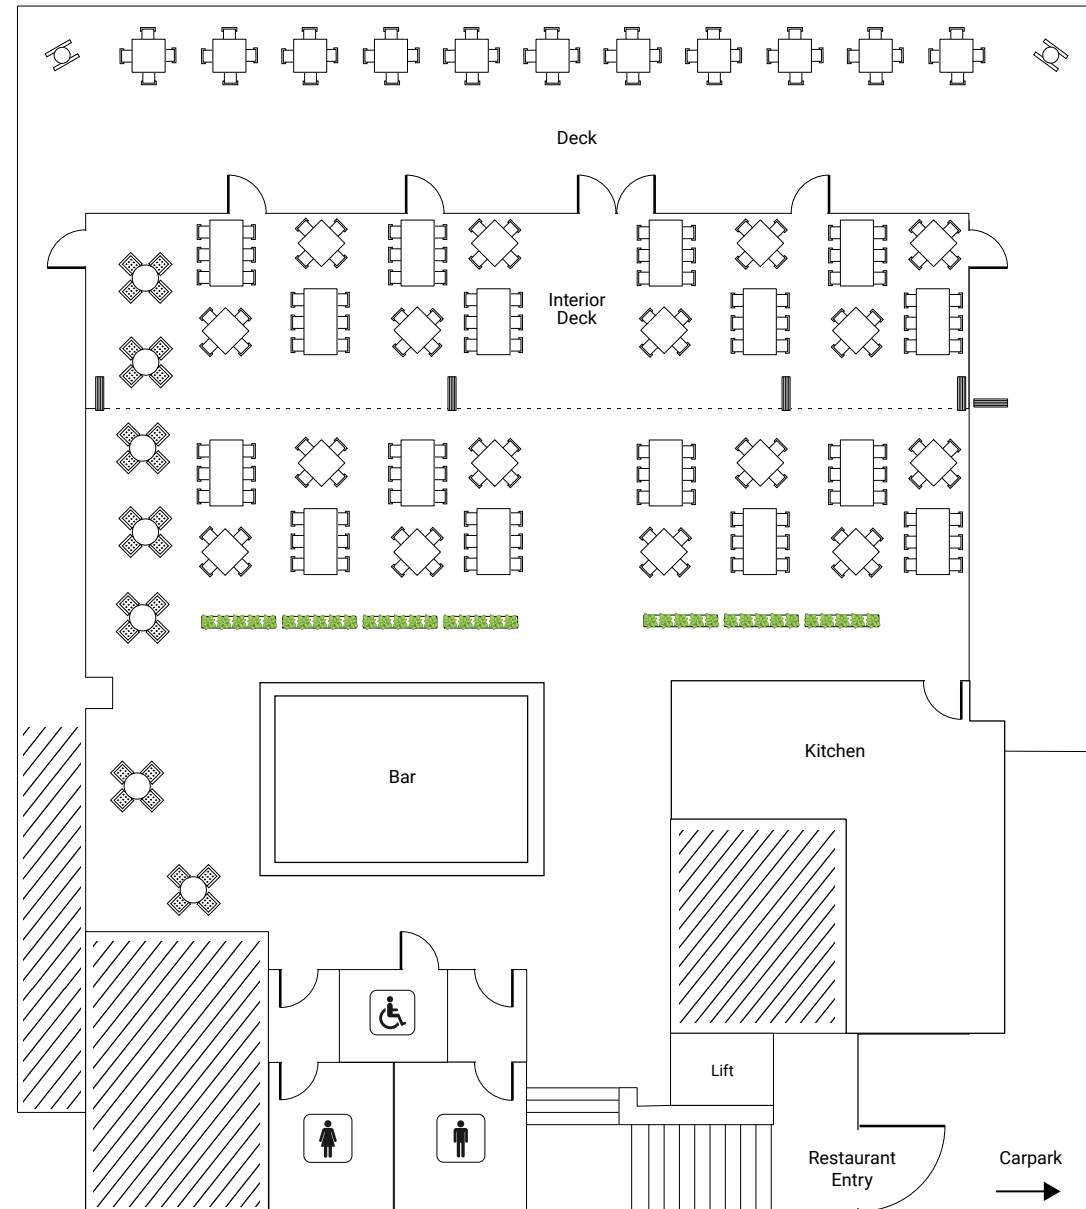 Deck
Interior
Deck
Kitchen
Bar
Lift
Restaurant
Entry
Carpark